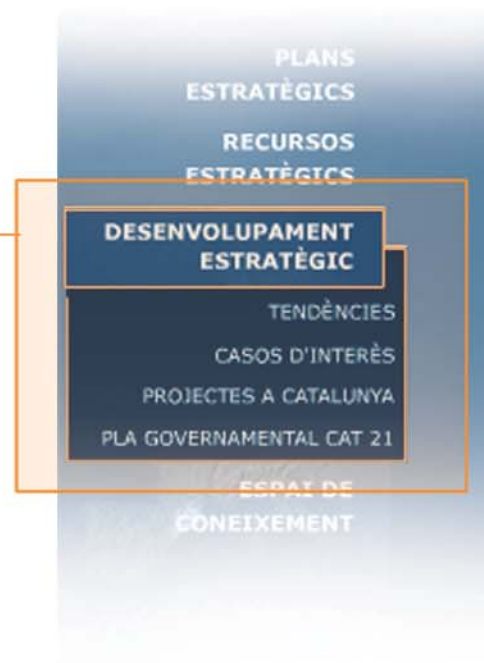 PLANS
ESTRATÈGICS
RECURSOS
ESTRATÈGICS
DESENVOLUPAMENT
ESTRATÈGIC
TENDÈNCIES
CASOS D'INTERÈS
PROJECTES A CATALUNYA
PLA GOVERNAMENTAL CAT 21
ESPAI DE
CONEIXEMENT